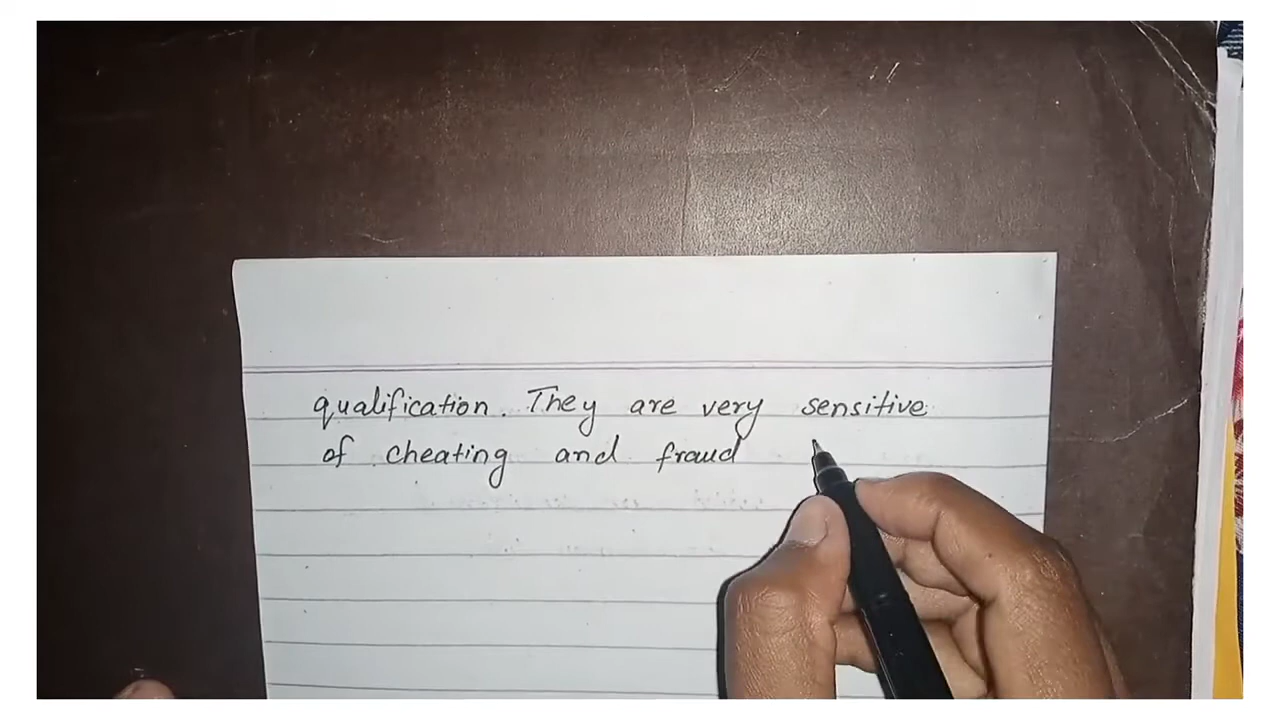 qualification. They are very sensitive
of cheating and fraud